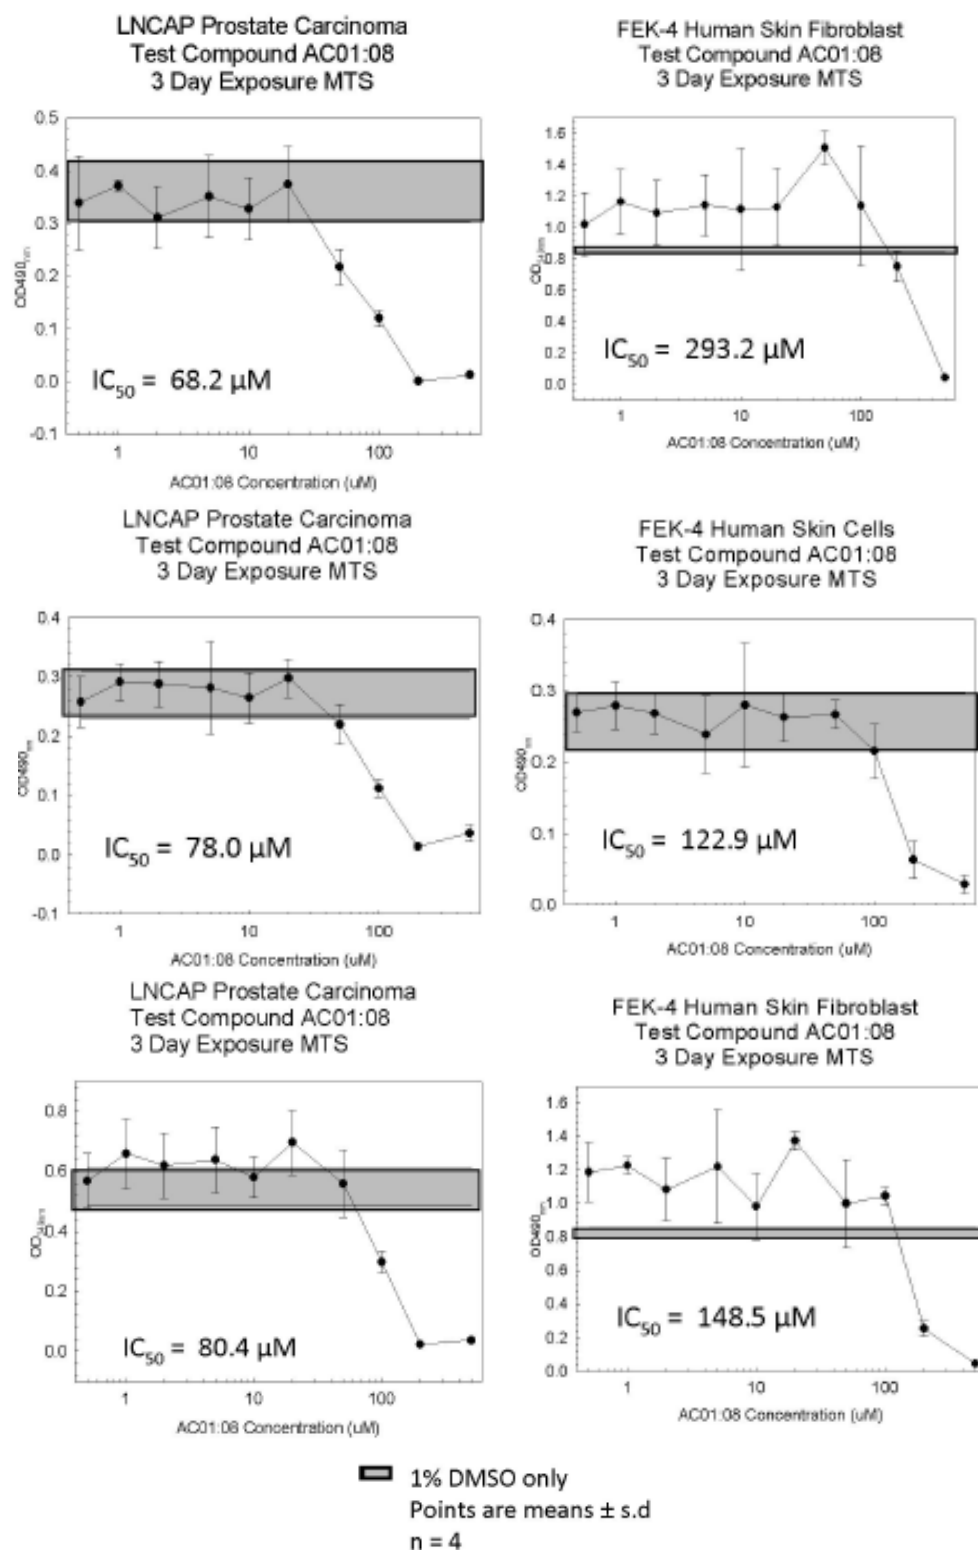 LNCAP Prostate Carcinoma
Test Compound AC01:08
3 Day Exposure MTS
0.5
0.4
0.3
0.2
0.1
0.0
-0.1
OD490nm
IC50 = 68.2 µM
1
10
100
AC01:08 Concentration (uM)
FEK-4 Human Skin Fibroblast
Test Compound AC01:08
3 Day Exposure MTS
1.6
1.4
1.2
1.0
0.8
0.6
0.4
0.2
0.0
IC50 = 293.2 µM
1
10
100
AC01:08 Concentration (uM)
LNCAP Prostate Carcinoma
Test Compound AC01:08
3 Day Exposure MTS
0.4
0.3
0.2
0.1
0.0
-0.1
OD490nm
IC50 = 78.0 µM
1
10
100
AC01:08 Concentration (uM)
FEK-4 Human Skin Cells
Test Compound AC01:08
3 Day Exposure MTS
0.4
0.3
0.2
0.1
0.0
OD490nm
IC50 = 122.9 µM
1
10
100
AC01:08 Concentration (uM)
LNCAP Prostate Carcinoma
Test Compound AC01:08
3 Day Exposure MTS
0.8
0.6
0.4
0.2
0.0
IC50 = 80.4 µM
1
10
100
AC01:08 Concentration (uM)
FEK-4 Human Skin Fibroblast
Test Compound AC01:08
3 Day Exposure MTS
1.6
1.4
1.2
1.0
0.8
0.6
0.4
0.2
0.0
OD490nm
IC50 = 148.5 µM
1
10
100
AC01:08 Concentration (uM)
1% DMSO only
Points are means ± s.d
n = 4